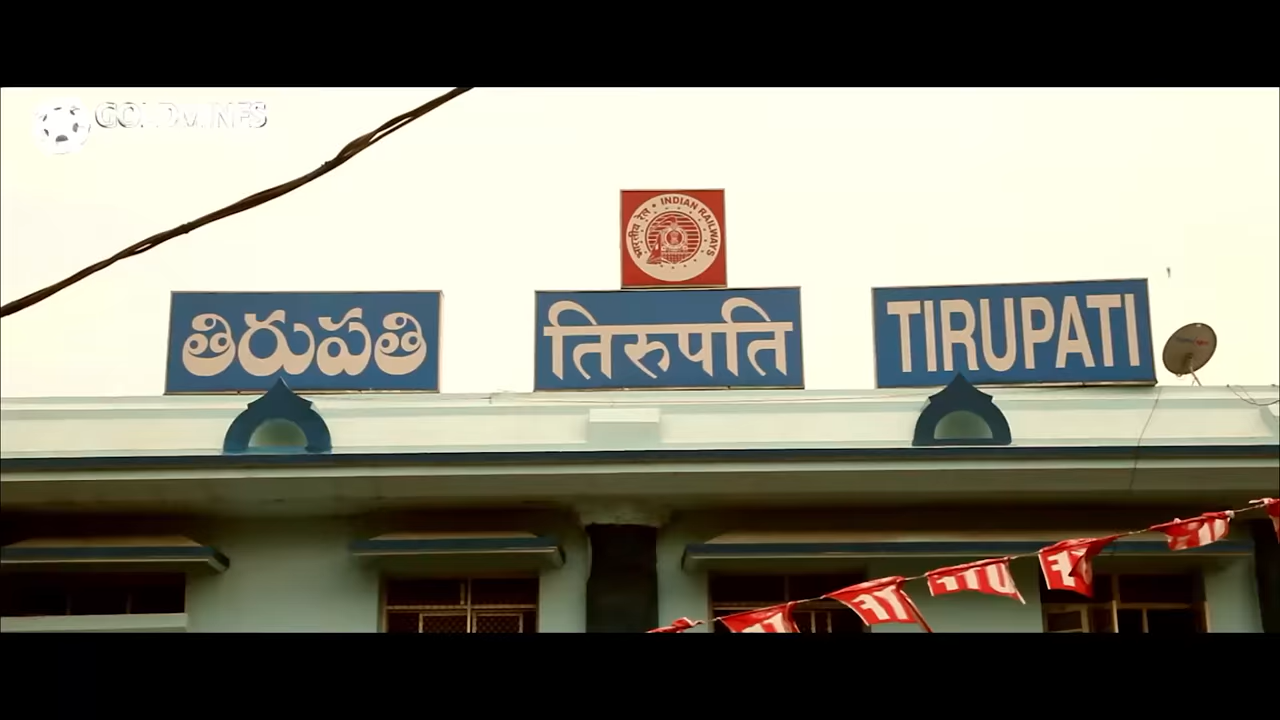 GOLDMINES
भारतीय रेल * INDIAN RAILWAYS
తిరుపతి
तिरुपति
TIRUPATI